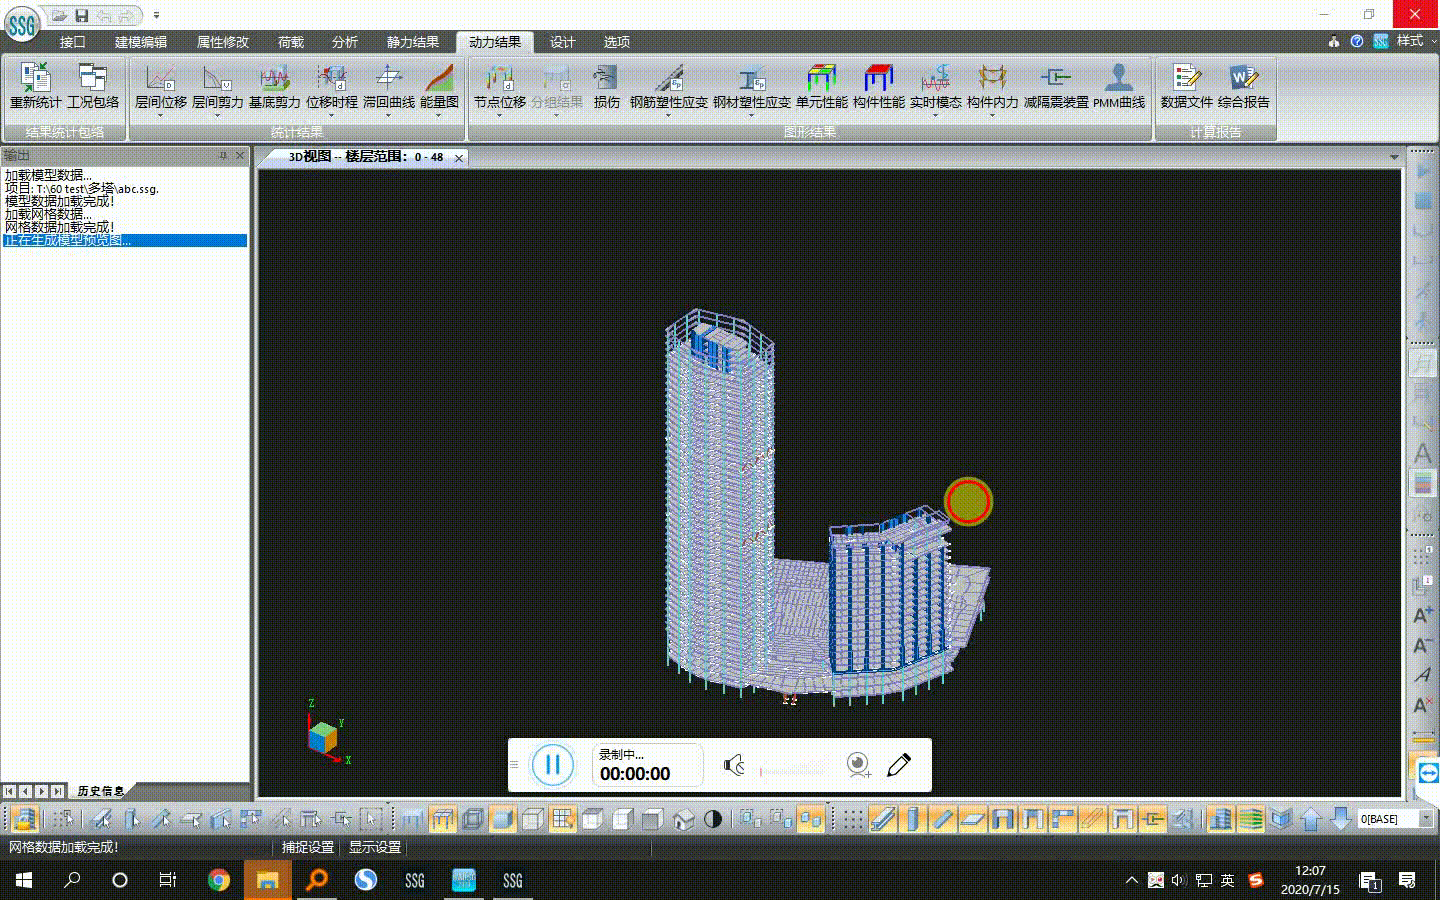 SSG
接口 建模编辑 属性修改 荷载 分析 静力结果 动力结果 设计 选项 样式
重新统计 工况包络 层间位移 层间剪力 基底剪力 位移时程 滞回曲线 能量图 节点位移 分组结果 损伤 钢筋塑性应变 钢材塑性应变 单元性能 构件性能 实时模态 构件内力 减隔震装置 PMM曲线 数据文件 综合报告
结果统计包络 统计结果 图形结果 计算报告
输出
3D视图 -- 楼层范围：0 - 48
加载模型数据...
项目: T:\60 test\多塔\abc.ssg.
模型数据加载完成!
加载网格数据...
网格数据加载完成!
正在生成模型预览图...
Z
Y
X
录制中...
00:00:00
历史信息
0[BASE]
网格数据加载完成! 捕捉设置 显示设置
SSG SSG 英 12:07
2020/7/15